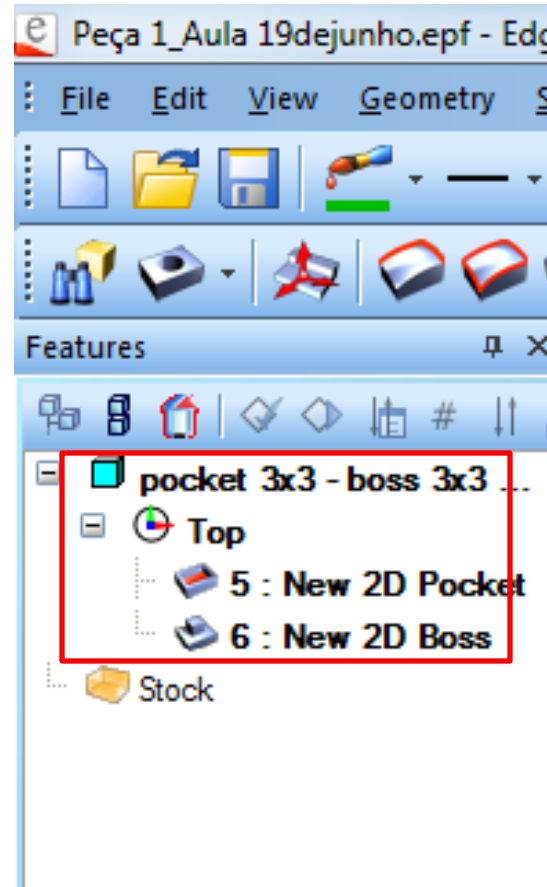 Peça 1_Aula 19dejunho.epf - Edg
File Edit View Geometry S
Features
#
pocket 3x3 - boss 3x3 ...
Top
5 : New 2D Pocket
6 : New 2D Boss
Stock